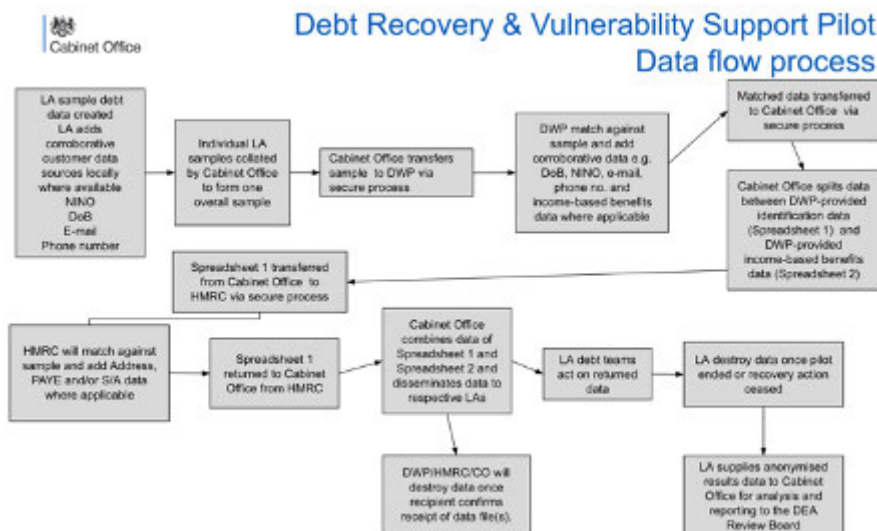 Cabinet Office
Debt Recovery & Vulnerability Support Pilot
Data flow process
LA sample debt
data created
LA adds
corroborative
customer data
sources locally
where available
NINO
DoB
E-mail
Phone number
Individual LA
samples collated
by Cabinet Office
to form one
overall sample
Cabinet Office transfers
sample to DWP via
secure process
DWP match against
sample and add
corroborative data e.g.
DoB, NINO, e-mail,
phone no. and
income-based benefits
data where applicable
Matched data transferred
to Cabinet Office via
secure process
Cabinet Office splits data
between DWP-provided
identification data
(Spreadsheet 1) and
DWP-provided
income-based benefits
data (Spreadsheet 2)
Spreadsheet 1 transferred
from Cabinet Office to
HMRC via secure process
HMRC will match against
sample and add Address,
PAYE and/or S/A data
where applicable
Spreadsheet 1
returned to Cabinet
Office from HMRC
Cabinet Office
combines data of
Spreadsheet 1 and
Spreadsheet 2 and
disseminates data to
respective LAs
LA debt teams
act on returned
data
LA destroy data once pilot
ended or recovery action
ceased
DWP/HMRC/CO will
destroy data once
recipient confirms
receipt of data file(s).
LA supplies anonymised
results data to Cabinet
Office for analysis and
reporting to the DEA
Review Board